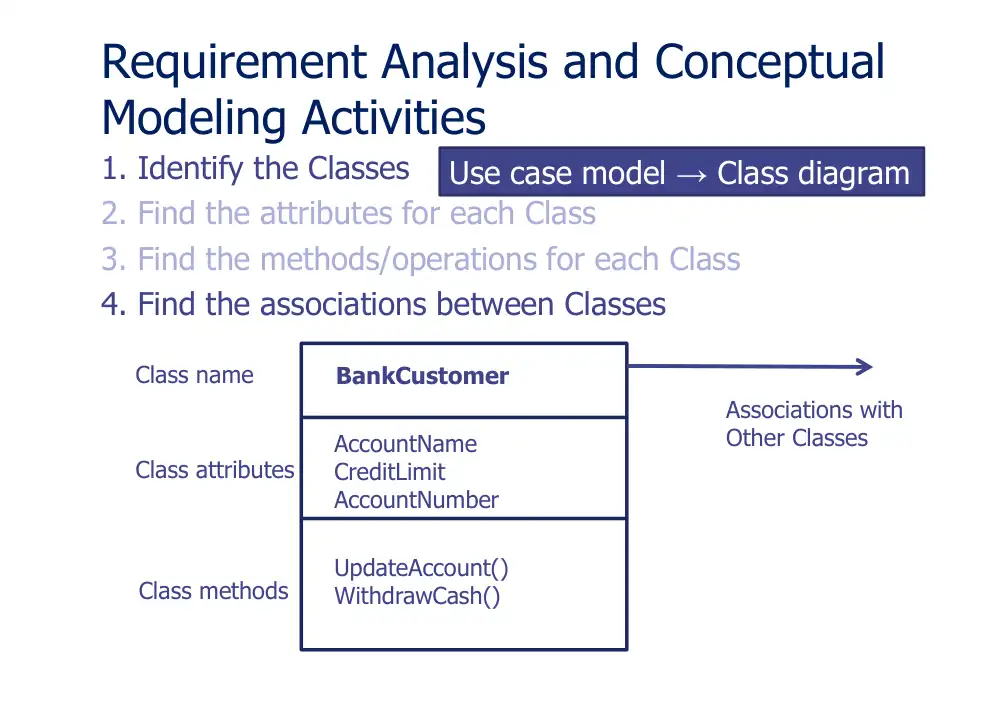 Requirement Analysis and Conceptual
Modeling Activities
1. Identify the Classes
Use case model → Class diagram
2. Find the attributes for each Class
3. Find the methods/operations for each Class
4. Find the associations between Classes
Class name
BankCustomer
Associations with
Other Classes
Class attributes
AccountName
CreditLimit
AccountNumber
Class methods
UpdateAccount()
WithdrawCash()